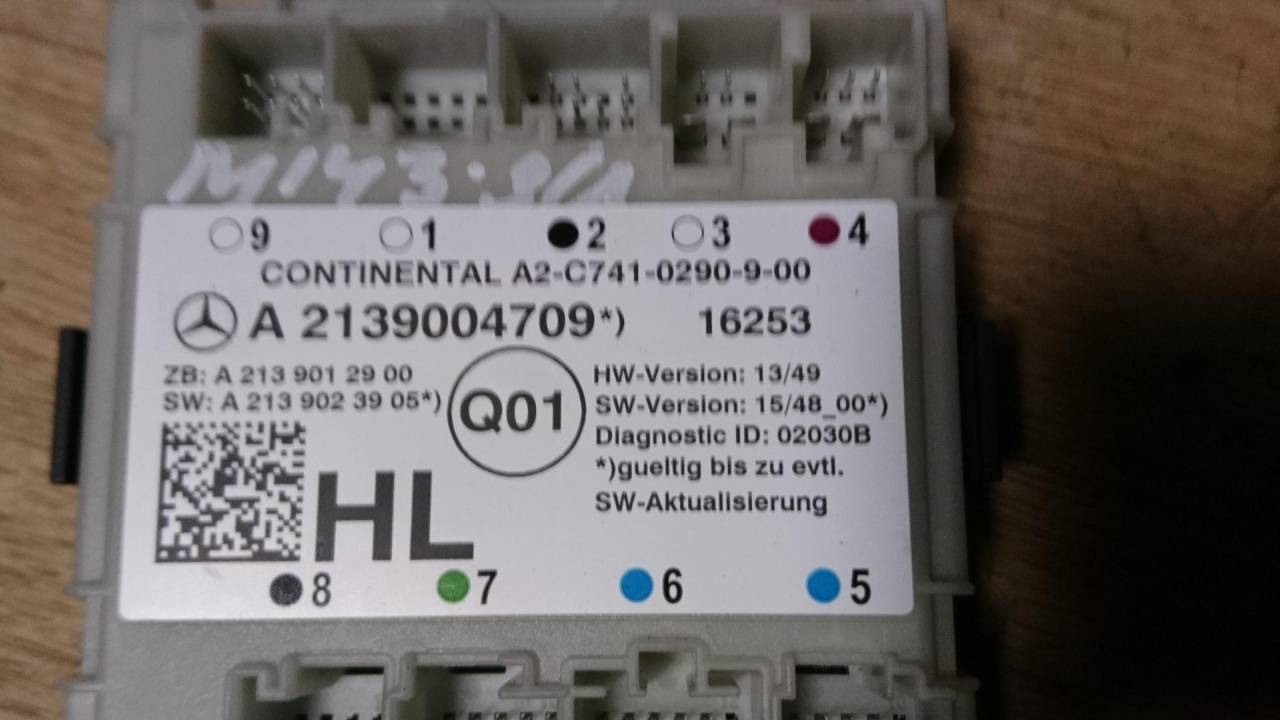 9 1 2 3 4
CONTINENTAL A2-C741-0290-9-00
A 2139004709*) 16253
ZB: A 213 901 29 00
SW: A 213 902 39 05*)
Q01
HW-Version: 13/49
SW-Version: 15/48_00*)
Diagnostic ID: 02030B
*)gueltig bis zu evtl.
SW-Aktualisierung
HL
8 7 6 5